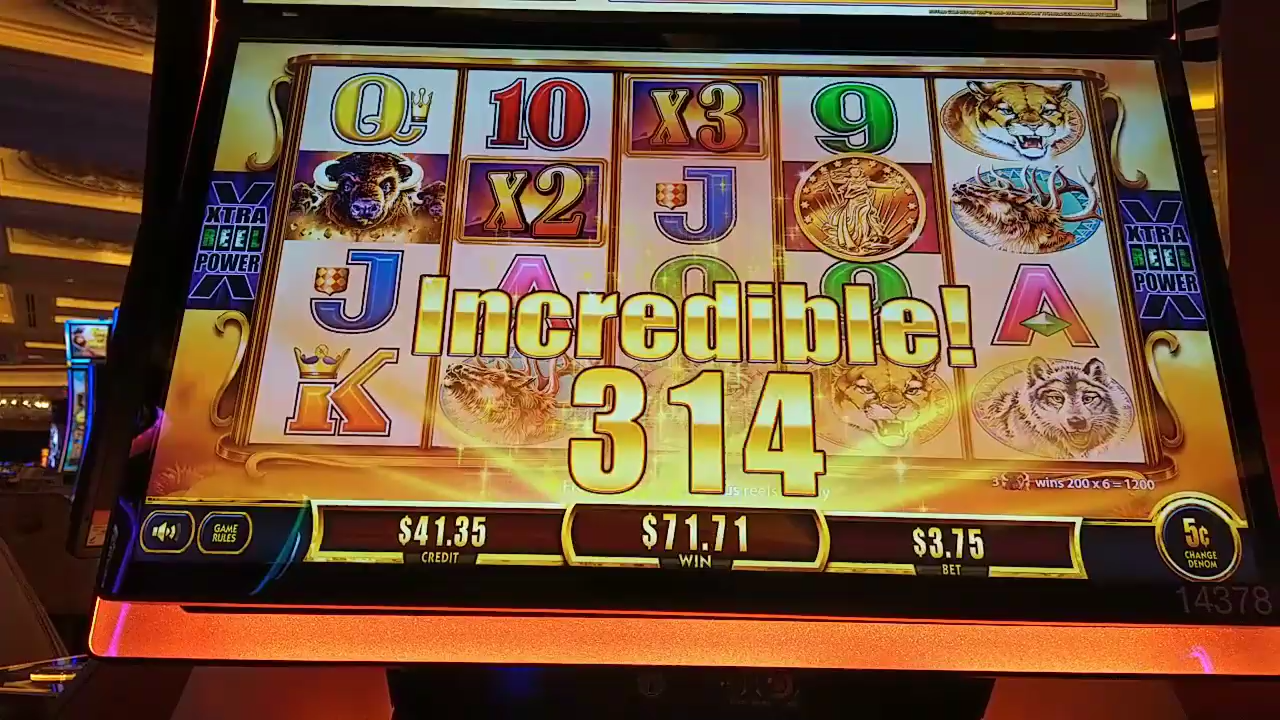 Q 10 X3 9
X2 J
XTRA
REEL
POWER
XTRA
REEL
POWER
J A A
Incredible!
K
314
wins 200 x 6 = 1200
GAME
RULES
$41.35
CREDIT
$71.71
WIN
$3.75
BET
5¢
CHANGE
DENOM
14378